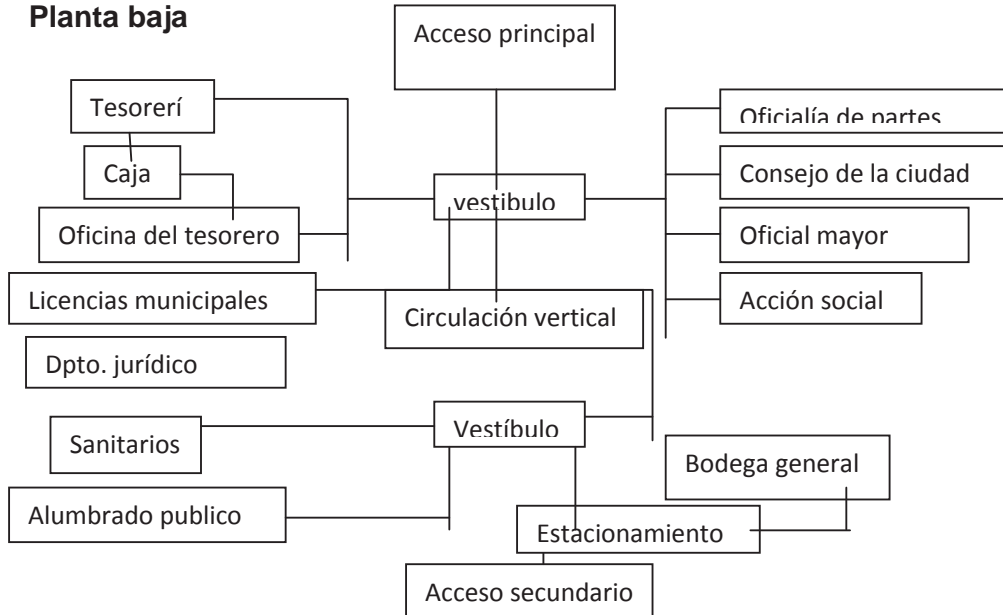 Planta baja
Acceso principal
Tesorerí
Oficialía de partes
Caja
Consejo de la ciudad
vestibulo
Oficina del tesorero
Oficial mayor
Licencias municipales
Circulación vertical
Acción social
Dpto. jurídico
Vestíbulo
Sanitarios
Bodega general
Alumbrado publico
Estacionamiento
Acceso secundario